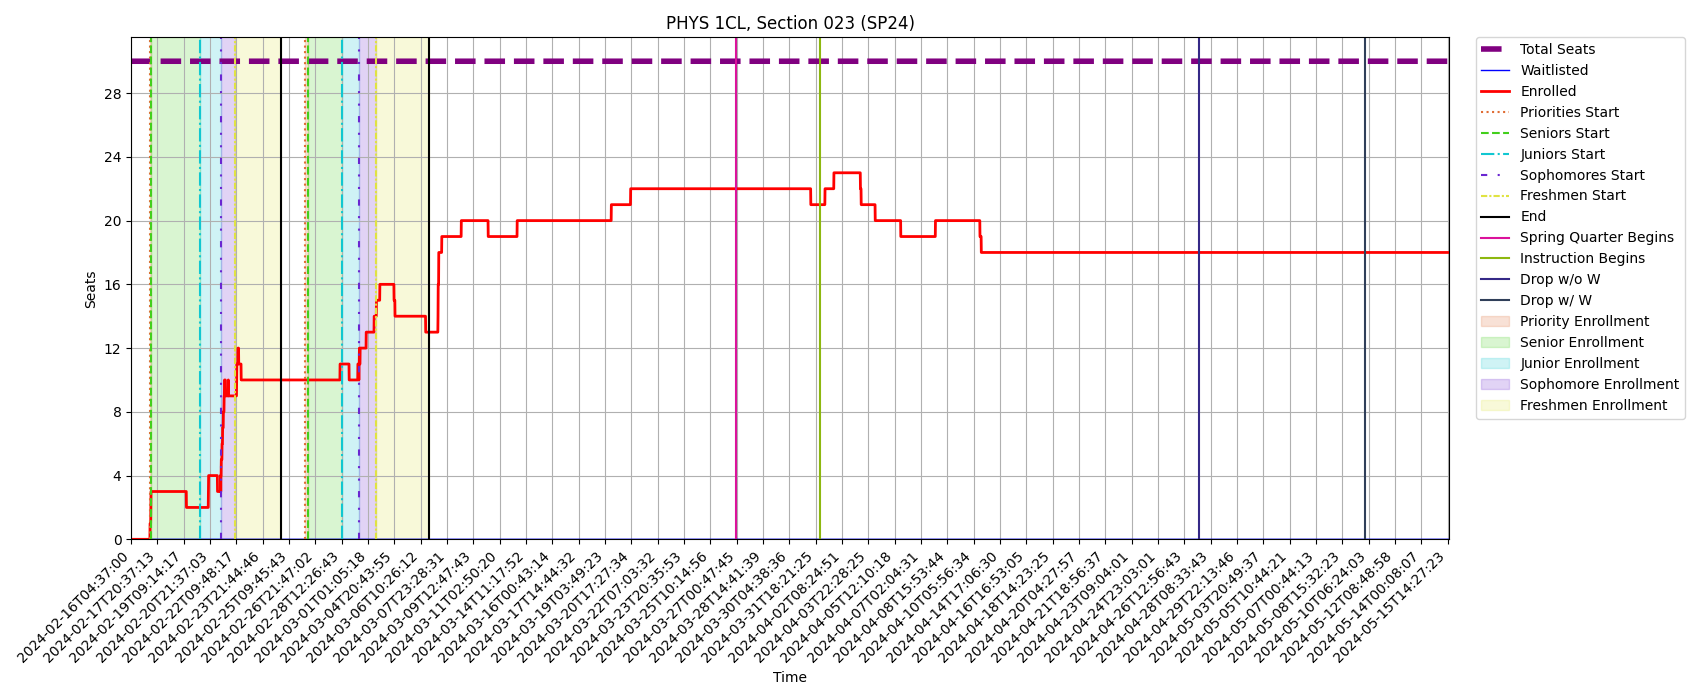 PHYS 1CL, Section 023 (SP24)
Seats
28
24
20
16
12
8
4
0
2024-02-16T04:37:00
2024-02-17T20:37:13
2024-02-19T09:14:17
2024-02-20T21:37:03
2024-02-22T09:48:17
2024-02-23T21:44:46
2024-02-25T09:45:43
2024-02-26T21:47:02
2024-02-28T12:26:43
2024-03-01T01:05:18
2024-03-04T20:43:55
2024-03-06T10:26:12
2024-03-07T23:28:31
2024-03-09T12:47:43
2024-03-11T02:50:20
2024-03-14T11:17:52
2024-03-16T00:43:14
2024-03-17T14:44:32
2024-03-19T03:49:23
2024-03-20T17:27:34
2024-03-22T07:03:32
2024-03-23T20:35:53
2024-03-25T10:14:56
2024-03-27T00:47:45
2024-03-28T14:41:39
2024-03-30T04:38:36
2024-03-31T18:21:25
2024-04-02T08:24:51
2024-04-03T22:28:25
2024-04-05T12:10:18
2024-04-07T02:04:31
2024-04-08T15:53:44
2024-04-10T05:56:34
2024-04-14T17:06:30
2024-04-16T16:53:05
2024-04-18T14:23:25
2024-04-20T04:27:57
2024-04-21T18:56:37
2024-04-23T09:04:01
2024-04-24T23:03:01
2024-04-26T12:56:43
2024-04-28T08:33:43
2024-04-29T22:13:46
2024-05-03T20:49:37
2024-05-05T10:44:21
2024-05-07T00:44:13
2024-05-08T15:32:23
2024-05-10T06:24:03
2024-05-12T08:48:58
2024-05-14T00:08:07
2024-05-15T14:27:23
Time
Total Seats
Waitlisted
Enrolled
Priorities Start
Seniors Start
Juniors Start
Sophomores Start
Freshmen Start
End
Spring Quarter Begins
Instruction Begins
Drop w/o W
Drop w/ W
Priority Enrollment
Senior Enrollment
Junior Enrollment
Sophomore Enrollment
Freshmen Enrollment